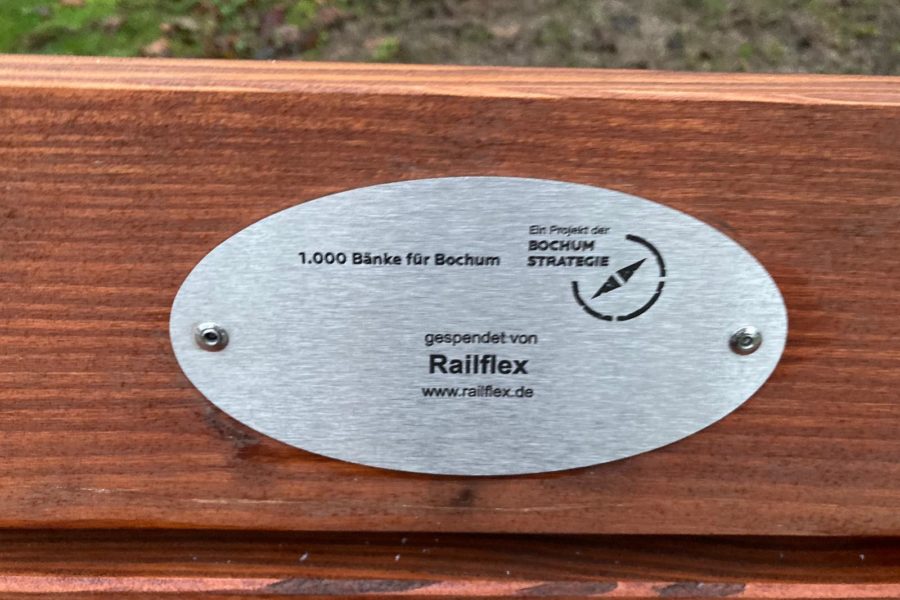 1.000 Bänke für Bochum
Ein Projekt der
BOCHUM
STRATEGIE
gespendet von
Railflex
www.railflex.de